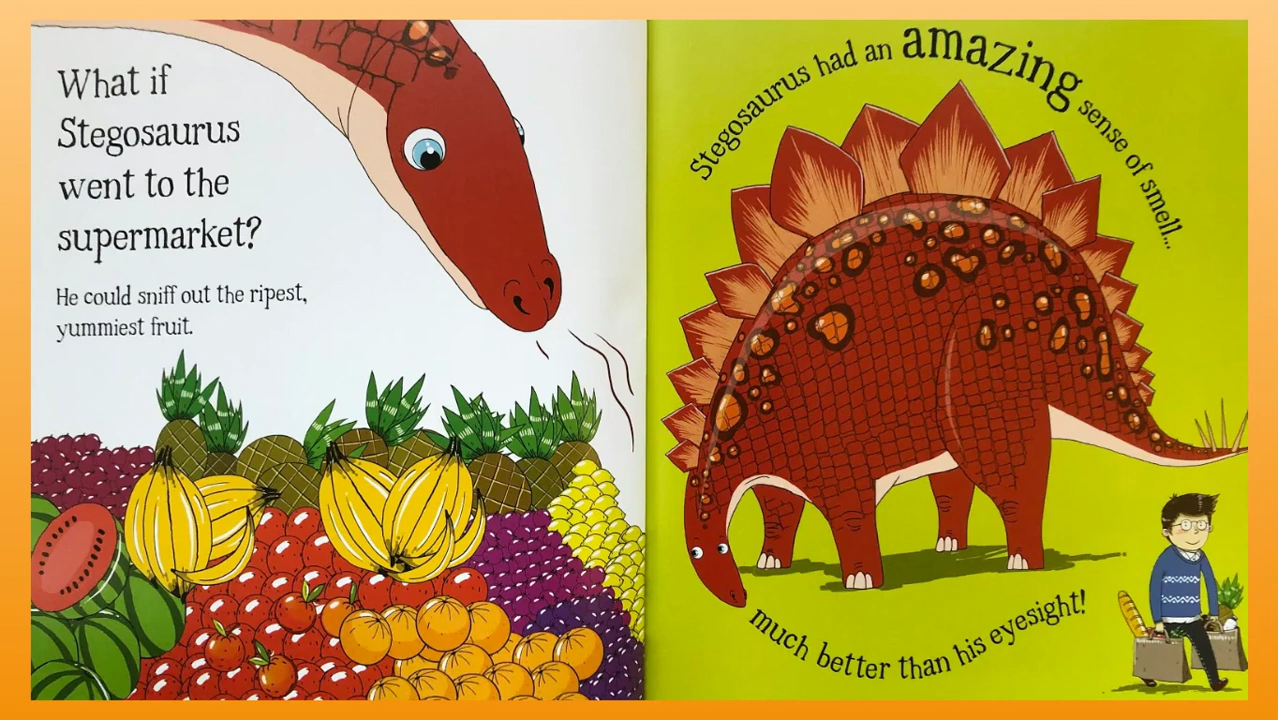 What if
Stegosaurus
went to the
supermarket?
He could sniff out the ripest,
yummiest fruit.
Stegosaurus had an amazing sense of smell...
much better than his eyesight!